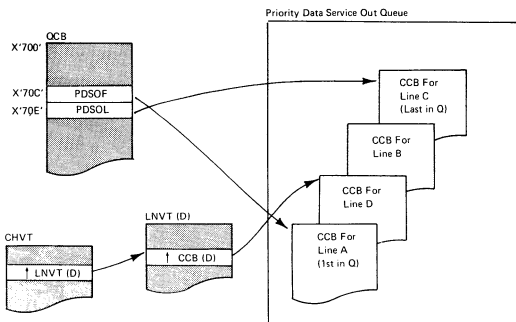 Priority Data Service Out Queue
QCB
X'700'
X'70C' PDSOF
X'70E' PDSOL
CCB For
Line C
(Last in Q)
CCB For
Line B
CCB For
Line D
CCB For
Line A
(1st in Q)
LNVT (D)
↑ CCB (D)
CHVT
↑ LNVT (D)